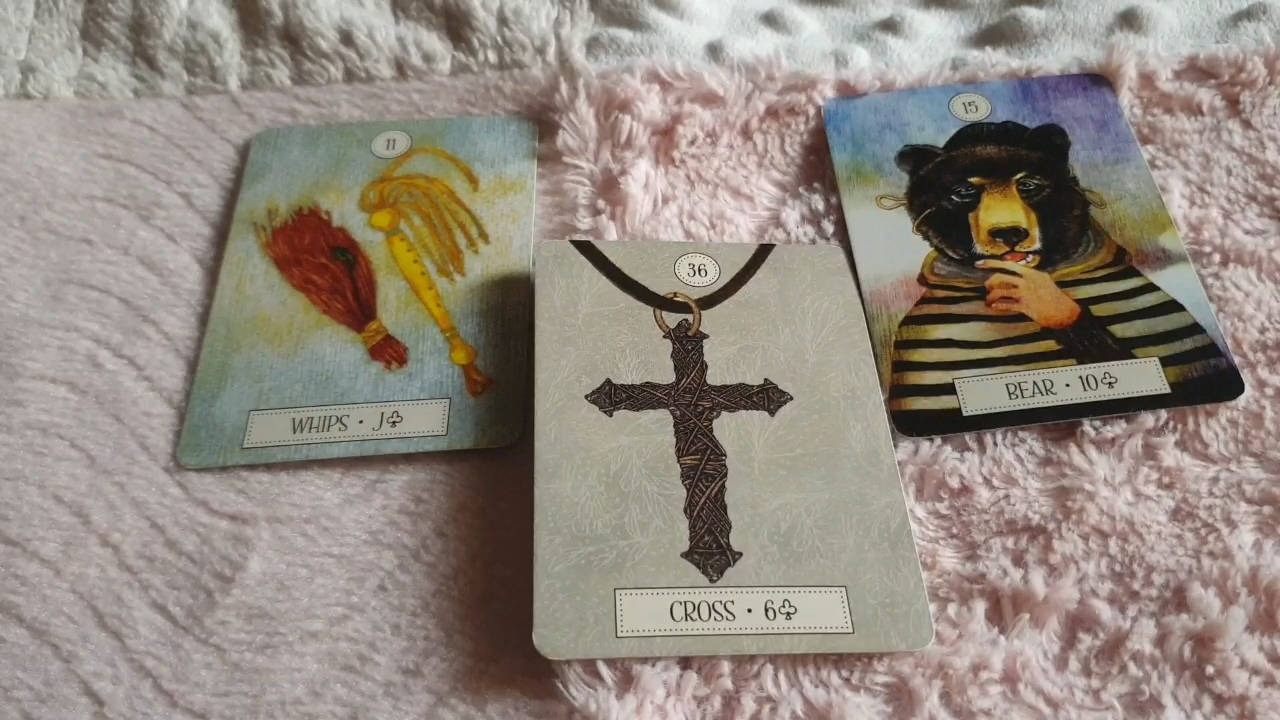 11
WHIPS • J♣
36
CROSS • 6♣
15
BEAR • 10♣